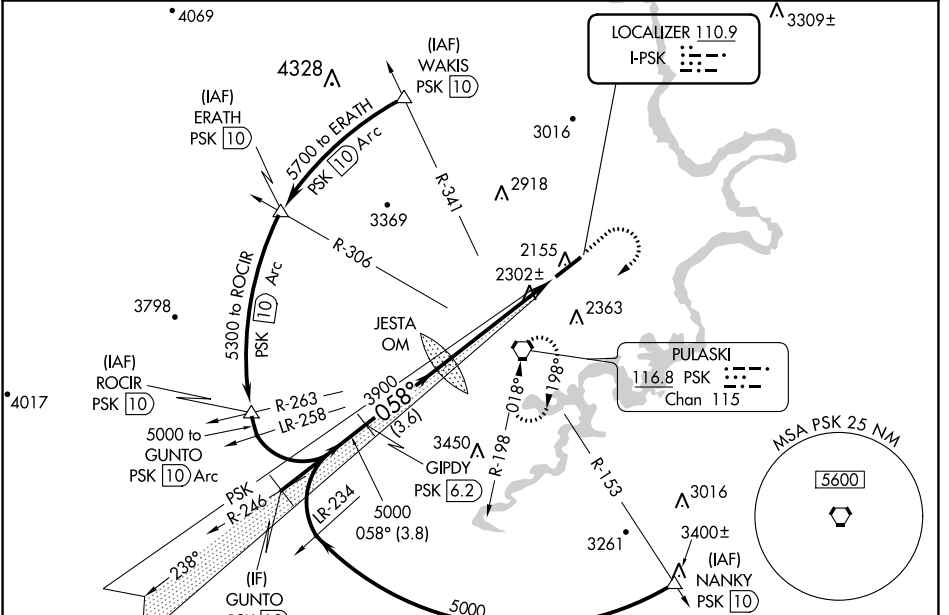 4069
3309±
LOCALIZER 110.9
I-PSK
(IAF)
WAKIS
PSK 10
4328
(IAF)
ERATH
PSK 10
5700 to ERATH
PSK 10 Arc
3016
R-341
2918
3369
R-306
2155
2302±
2363
5300 to ROCIR
PSK 10 Arc
3798
JESTA
OM
PULASKI
116.8 PSK
Chan 115
(IAF)
ROCIR
PSK 10
4017
R-263
LR-258
3900
058°
(3.6)
018°
198°
5000 to
GUNTO
PSK 10 Arc
3450
GIPDY
PSK 6.2
R-198
R-153
MSA PSK 25 NM
5600
PSK
R-246
LR-234
5000
058° (3.8)
3016
3261
3400±
238°
(IF)
GUNTO
(IAF)
NANKY
PSK 10
5000